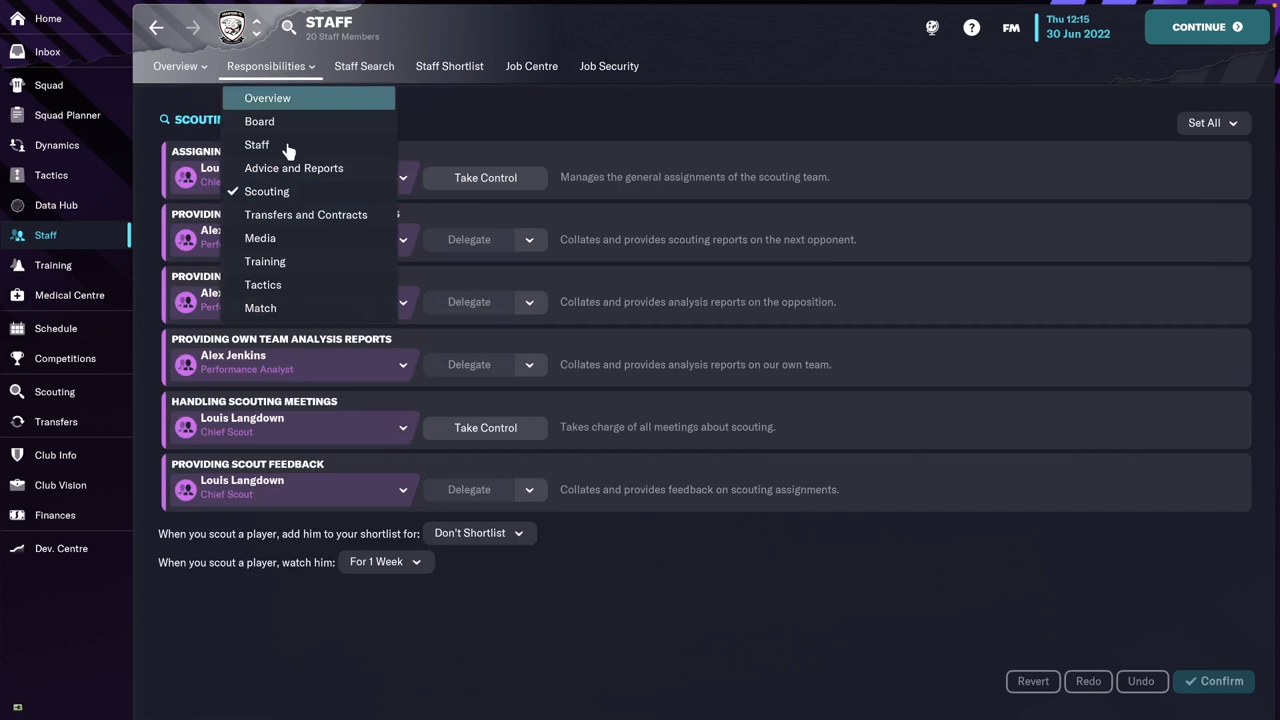 Home
Inbox
Squad
Squad Planner
Dynamics
Tactics
Data Hub
Staff
Training
Medical Centre
Schedule
Competitions
Scouting
Transfers
Club Info
Club Vision
Finances
Dev. Centre
STAFF
20 Staff Members
FM
Thu 12:15
30 Jun 2022
CONTINUE
Overview
Responsibilities
Staff Search
Staff Shortlist
Job Centre
Job Security
Overview
Board
Staff
Advice and Reports
Scouting
Transfers and Contracts
Media
Training
Tactics
Match
Set All
Take Control
Manages the general assignments of the scouting team.
Delegate
Collates and provides scouting reports on the next opponent.
Delegate
Collates and provides analysis reports on the opposition.
PROVIDING OWN TEAM ANALYSIS REPORTS
Alex Jenkins
Performance Analyst
Delegate
Collates and provides analysis reports on our own team.
HANDLING SCOUTING MEETINGS
Louis Langdown
Chief Scout
Take Control
Takes charge of all meetings about scouting.
PROVIDING SCOUT FEEDBACK
Louis Langdown
Chief Scout
Delegate
Collates and provides feedback on scouting assignments.
When you scout a player, add him to your shortlist for: Don't Shortlist
When you scout a player, watch him: For 1 Week
Revert
Redo
Undo
Confirm